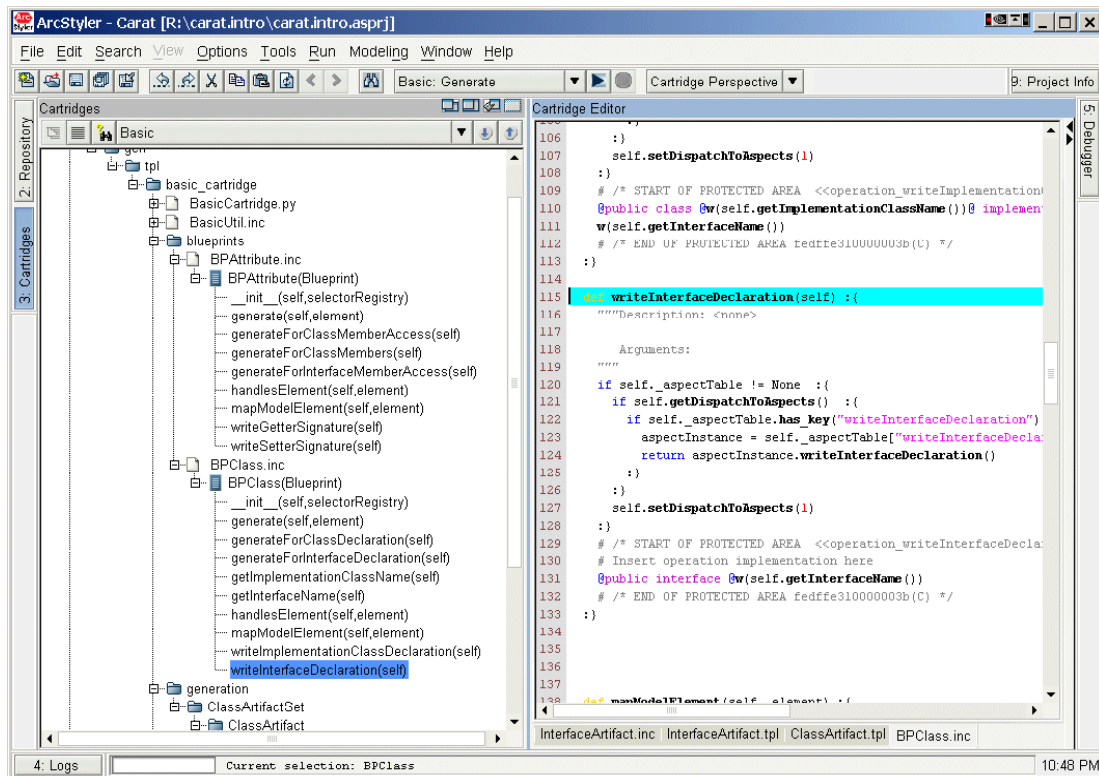 ArcStyler - Carat [R:\carat.intro\carat.intro.asprj]
File Edit Search View Options Tools Run Modeling Window Help
Basic: Generate
Cartridge Perspective
9: Project Info
2: Repository
3: Cartridges
Cartridges
Basic
tpl
basic_cartridge
BasicCartridge.py
BasicUtil.inc
blueprints
BPAttribute.inc
BPAttribute(Blueprint)
__init__(self,selectorRegistry)
generate(self,element)
generateForClassMemberAccess(self)
generateForClassMembers(self)
generateForInterfaceMemberAccess(self)
handlesElement(self,element)
mapModelElement(self,element)
writeGetterSignature(self)
writeSetterSignature(self)
BPClass.inc
BPClass(Blueprint)
__init__(self,selectorRegistry)
generate(self,element)
generateForClassDeclaration(self)
generateForInterfaceDeclaration(self)
getImplementationClassName(self)
getInterfaceName(self)
handlesElement(self,element)
mapModelElement(self,element)
writeImplementationClassDeclaration(self)
writeInterfaceDeclaration(self)
generation
ClassArtifactSet
ClassArtifact
Cartridge Editor
106 :}
107 self.setDispatchToAspects(1)
108 :}
109 # /* START OF PROTECTED AREA <<operation_writeImplementation
110 @public class @w(self.getImplementationClassName())@ implemen
111 w(self.getInterfaceName())
112 # /* END OF PROTECTED AREA fedffe310000003b(C) */
113 :}
114
115 def writeInterfaceDeclaration(self) :{
116 """Description: <none>
117
118 Arguments:
119 """
120 if self._aspectTable != None :{
121 if self.getDispatchToAspects() :{
122 if self._aspectTable.has_key("writeInterfaceDeclaration")
123 aspectInstance = self._aspectTable["writeInterfaceDecla
124 return aspectInstance.writeInterfaceDeclaration()
125 :}
126 :}
127 self.setDispatchToAspects(1)
128 :}
129 # /* START OF PROTECTED AREA <<operation_writeInterfaceDecla
130 # Insert operation implementation here
131 @public interface @w(self.getInterfaceName())
132 # /* END OF PROTECTED AREA fedffe310000003b(C) */
133 :}
134
135
136
137
138 def mapModelElement(self, element) :{
InterfaceArtifact.inc InterfaceArtifact.tpl ClassArtifact.tpl BPClass.inc
5: Debugger
4: Logs
Current selection: BPClass
10:48 PM